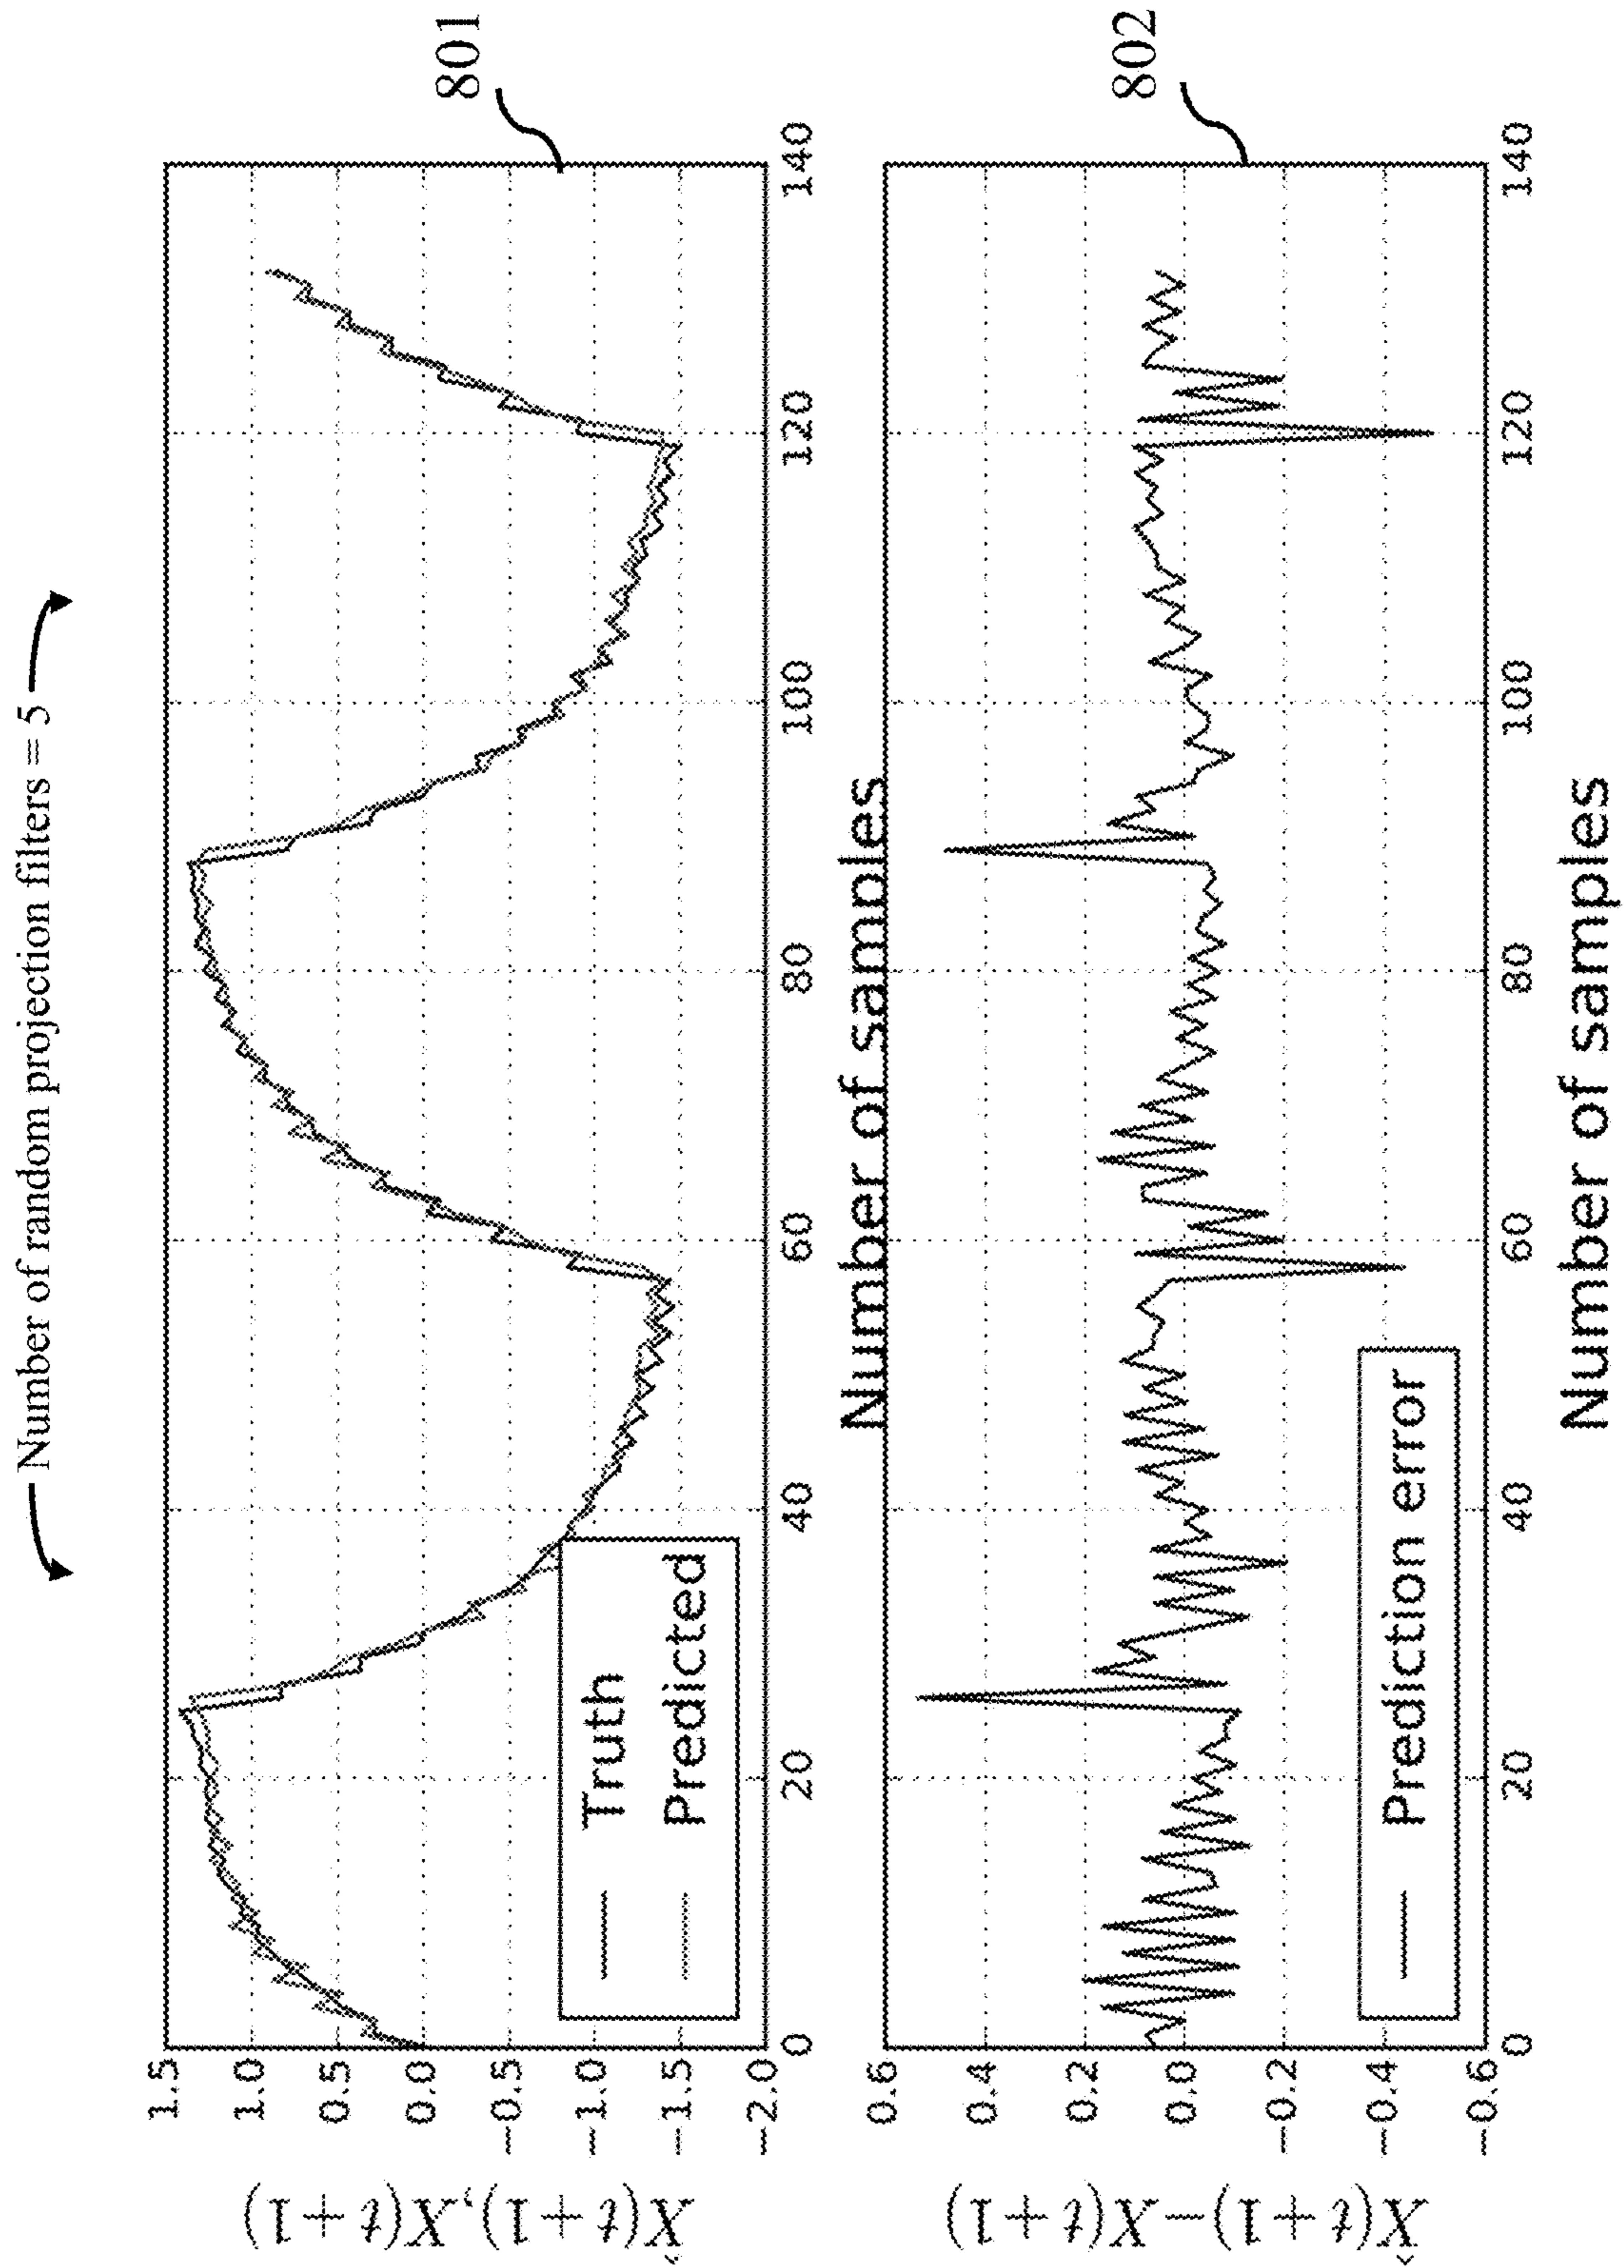 Number of random projection filters = 5
801
1.5
1.0
0.5
0.0
−0.5
−1.0
−1.5
−2.0
X̂(t+1),X(t+1)
Truth
Predicted
0 20 40 60 80 100 120 140
Number of samples
802
0.6
0.4
0.2
0.0
−0.2
−0.4
−0.6
X̂(t+1)−X(t+1)
Prediction error
0 20 40 60 80 100 120 140
Number of samples